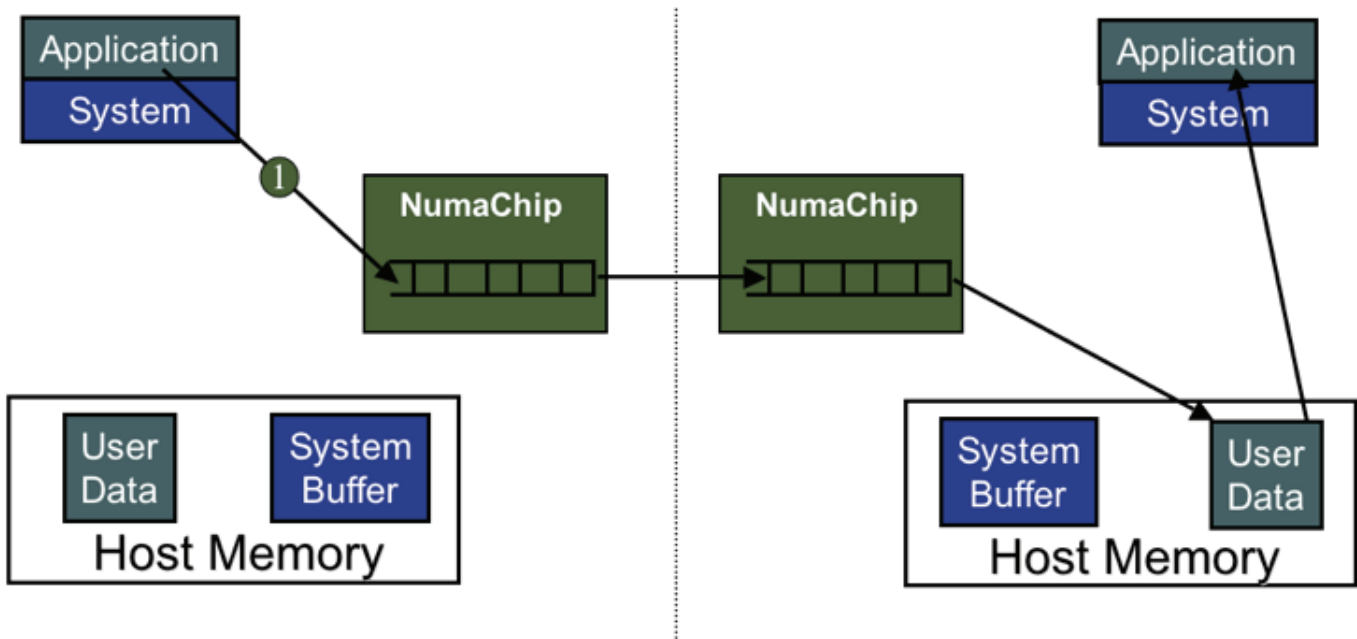 Application
System
1
NumaChip
User
Data
System
Buffer
Host Memory
Application
System
NumaChip
System
Buffer
User
Data
Host Memory